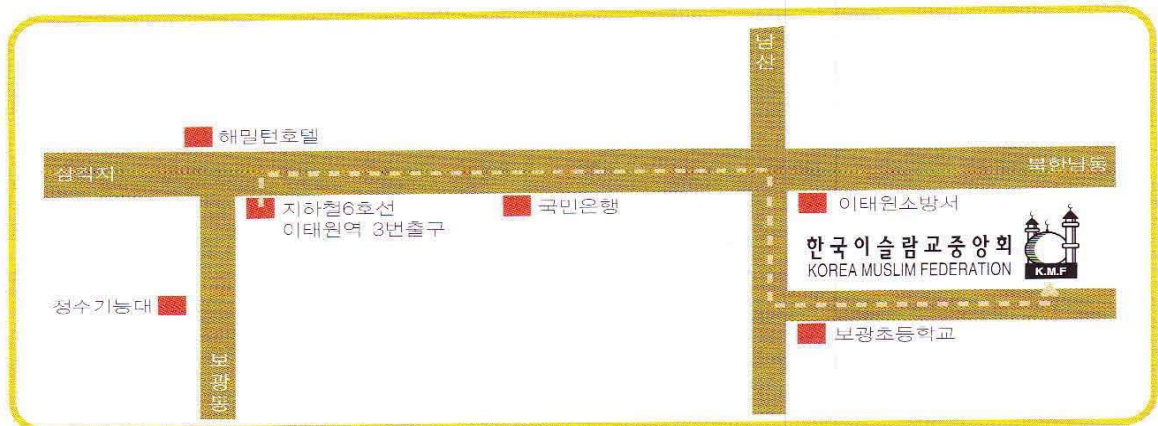 남산
해밀턴호텔
삼각지
북한남동
지하철6호선
이태원역 3번출구
국민은행
이태원소방서
한국이슬람교중앙회
KOREA MUSLIM FEDERATION
K.M.F
정수기능대
보광초등학교
보광동